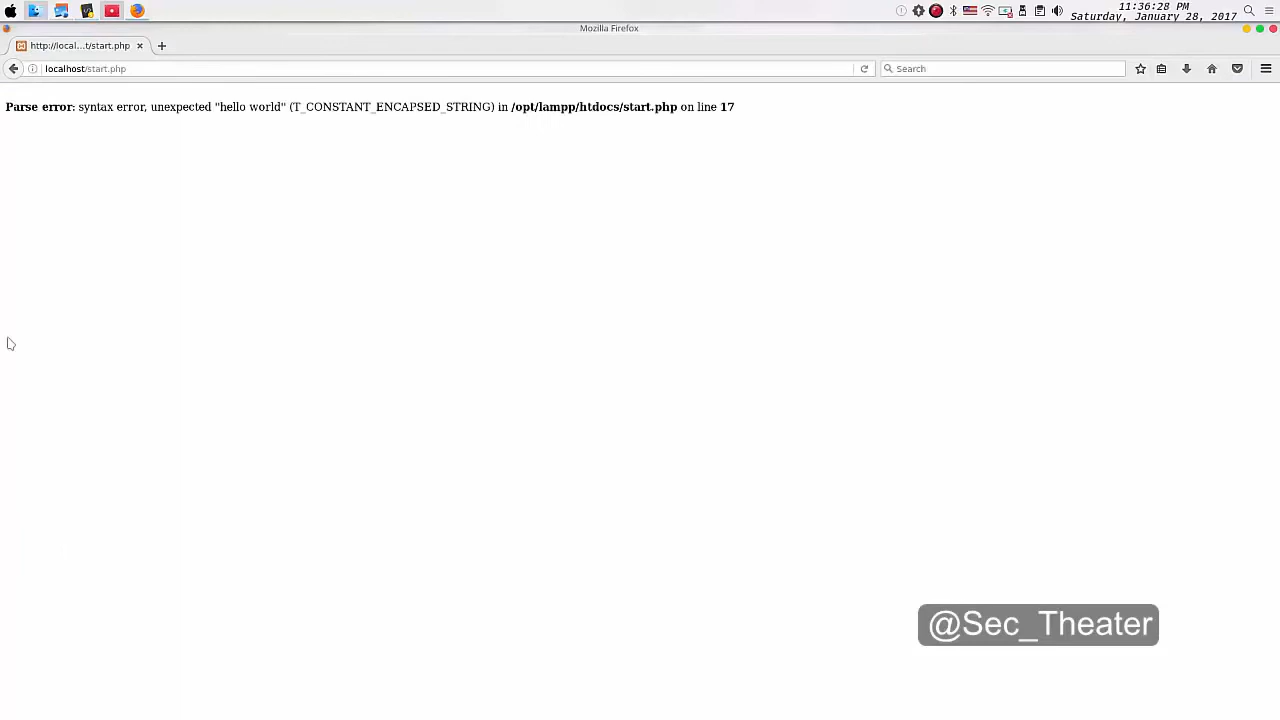 11:36:28 PM
Saturday, January 28, 2017
Mozilla Firefox
http://local...t/start.php
localhost/start.php
Search
Parse error: syntax error, unexpected "hello world" (T_CONSTANT_ENCAPSED_STRING) in /opt/lampp/htdocs/start.php on line 17
@Sec_Theater